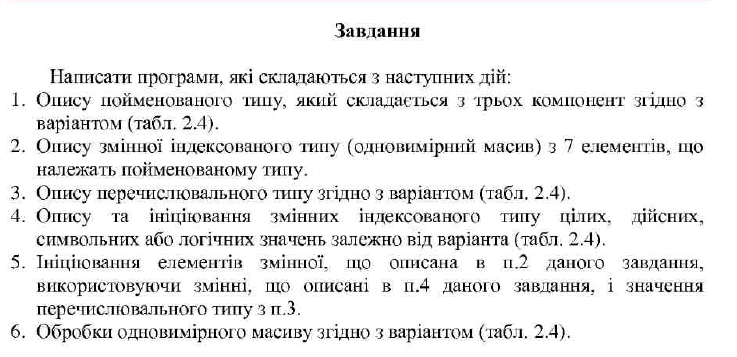 Завдання
Написати програми, які складаються з наступних дій:
1. Опису пойменованого типу, який складається з трьох компонент згідно з
варіантом (табл. 2.4).
2. Опису змінної індексованого типу (одновимірний масив) з 7 елементів, що
належать пойменованому типу.
3. Опису перечислювального типу згідно з варіантом (табл. 2.4).
4. Опису та ініціювання змінних індексованого типу цілих, дійсних,
символьних або логічних значень залежно від варіанта (табл. 2.4).
5. Ініціювання елементів змінної, що описана в п.2 даного завдання,
використовуючи змінні, що описані в п.4 даного завдання, і значення
перечислювального типу з п.3.
6. Обробки одновимірного масиву згідно з варіантом (табл. 2.4).